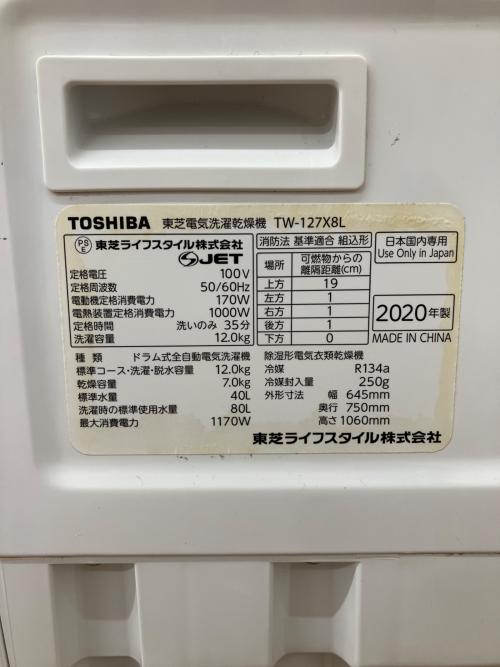 TOSHIBA 東芝電気洗濯乾燥機 TW-127X8L
PS E 東芝ライフスタイル株式会社
SJET
定格電圧 100V
定格周波数 50/60Hz
電動機定格消費電力 170W
電熱装置定格消費電力 1000W
定格時間 洗いのみ 35分
洗濯容量 12.0kg
消防法 基準適合 組込形
場所 可燃物からの離隔距離(cm)
上方 19
左方 1
右方 1
後方 1
下方 0
日本国内専用
Use Only in Japan
2020年製
MADE IN CHINA
種類 ドラム式全自動電気洗濯機
標準コース・洗濯・脱水容量 12.0kg
乾燥容量 7.0kg
標準水量 40L
洗濯時の標準使用水量 80L
最大消費電力 1170W
除湿形電気衣類乾燥機
冷媒 R134a
冷媒封入量 250g
外形寸法 幅 645mm
奥行 750mm
高さ 1060mm
東芝ライフスタイル株式会社